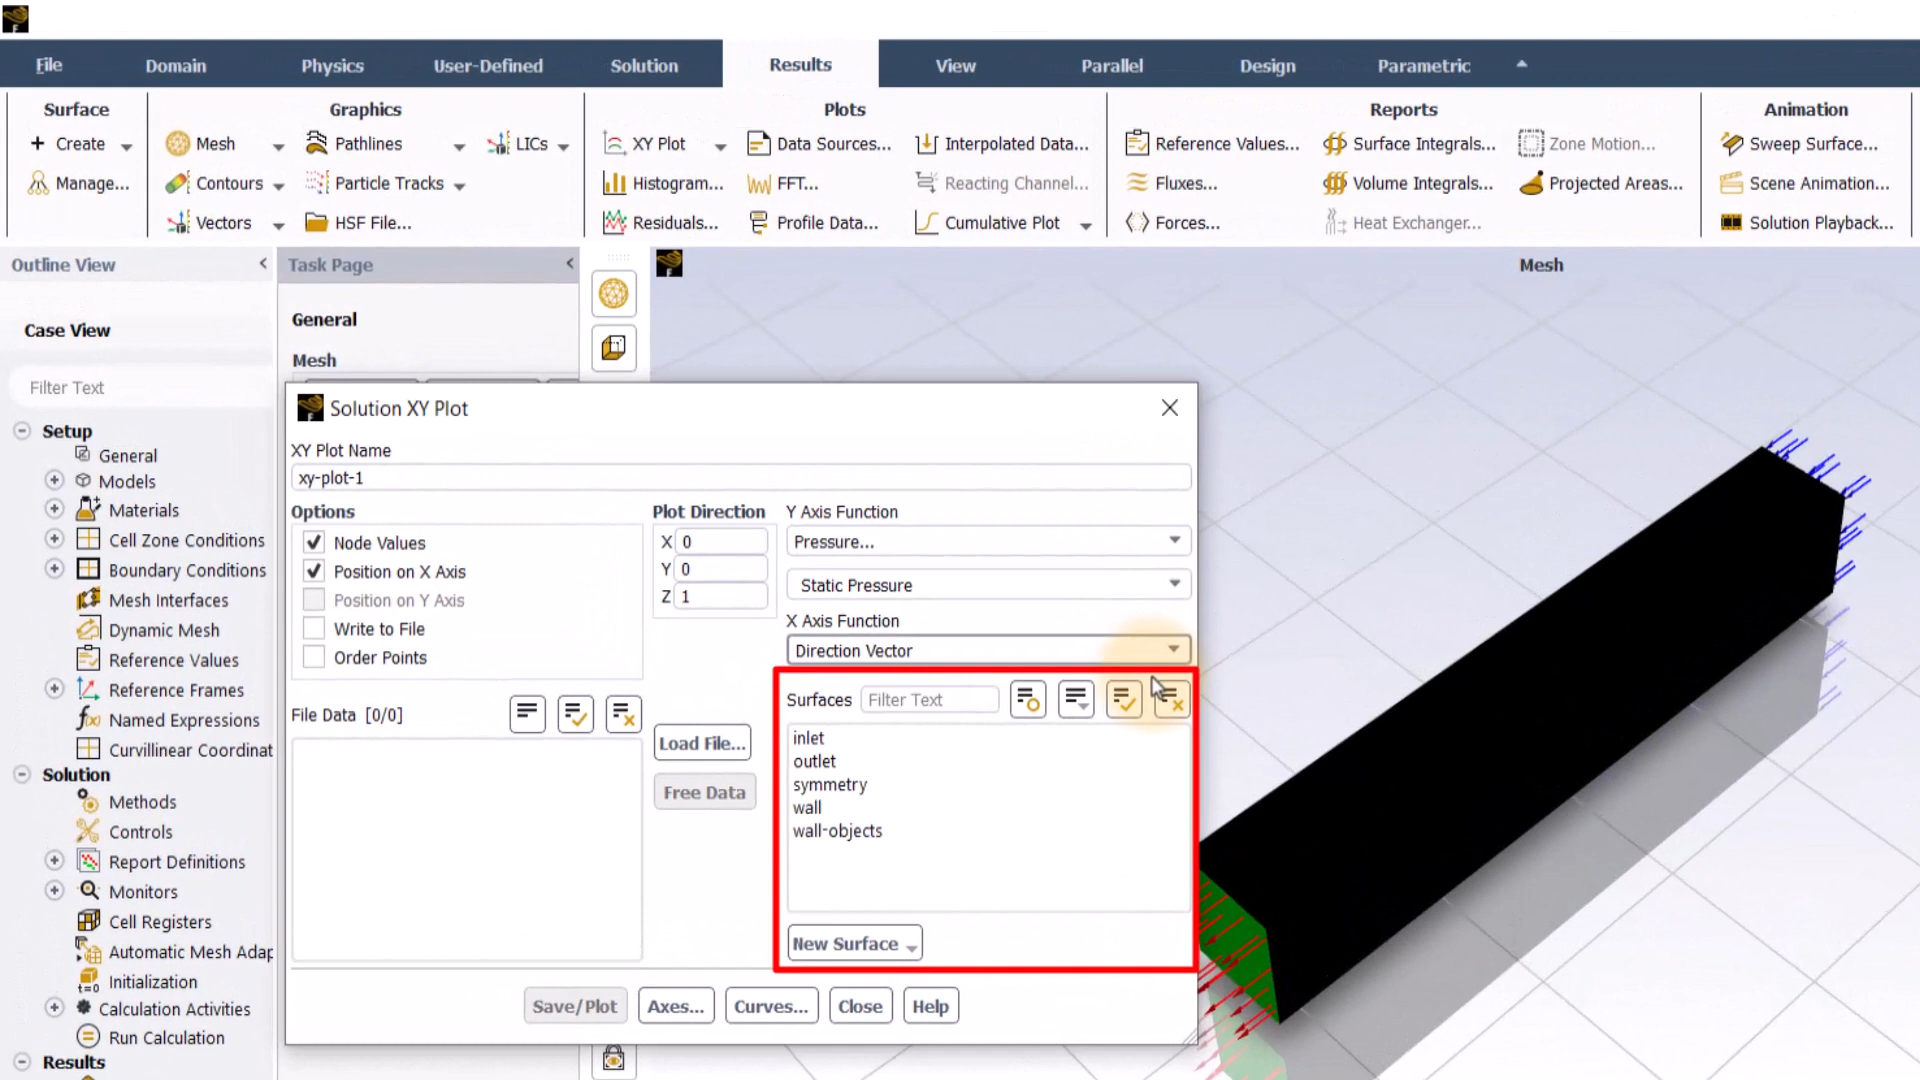 File Domain Physics User-Defined Solution Results View Parallel Design Parametric
Surface
Create
Manage...
Graphics
Mesh Pathlines LICs
Contours Particle Tracks
Vectors HSF File...
Plots
XY Plot Data Sources... Interpolated Data...
Histogram... FFT... Reacting Channel...
Residuals... Profile Data... Cumulative Plot
Reports
Reference Values... Surface Integrals... Zone Motion...
Fluxes... Volume Integrals... Projected Areas...
Forces... Heat Exchanger...
Animation
Sweep Surface...
Scene Animation...
Solution Playback...
Outline View
Case View
Filter Text
Setup
General
Models
Materials
Cell Zone Conditions
Boundary Conditions
Mesh Interfaces
Dynamic Mesh
Reference Values
Reference Frames
Named Expressions
Curvillinear Coordinat
Solution
Methods
Controls
Report Definitions
Monitors
Cell Registers
Automatic Mesh Adap
Initialization
Calculation Activities
Run Calculation
Results
Task Page
General
Mesh
Mesh
Solution XY Plot
XY Plot Name
xy-plot-1
Options
Node Values
Position on X Axis
Position on Y Axis
Write to File
Order Points
Plot Direction
X 0
Y 0
Z 1
Y Axis Function
Pressure...
Static Pressure
X Axis Function
Direction Vector
File Data [0/0]
Load File...
Free Data
Surfaces Filter Text
inlet
outlet
symmetry
wall
wall-objects
New Surface
Save/Plot Axes... Curves... Close Help